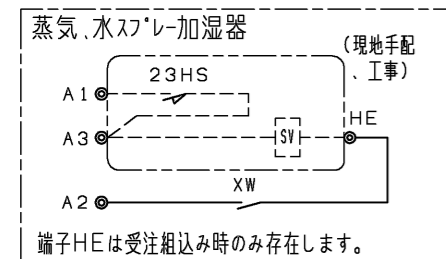 蒸気、水スプレー加湿器
(現地手配
、工事)
23HS
A1
HE
A3
SV
XW
A2
端子HEは受注組込み時のみ存在します。